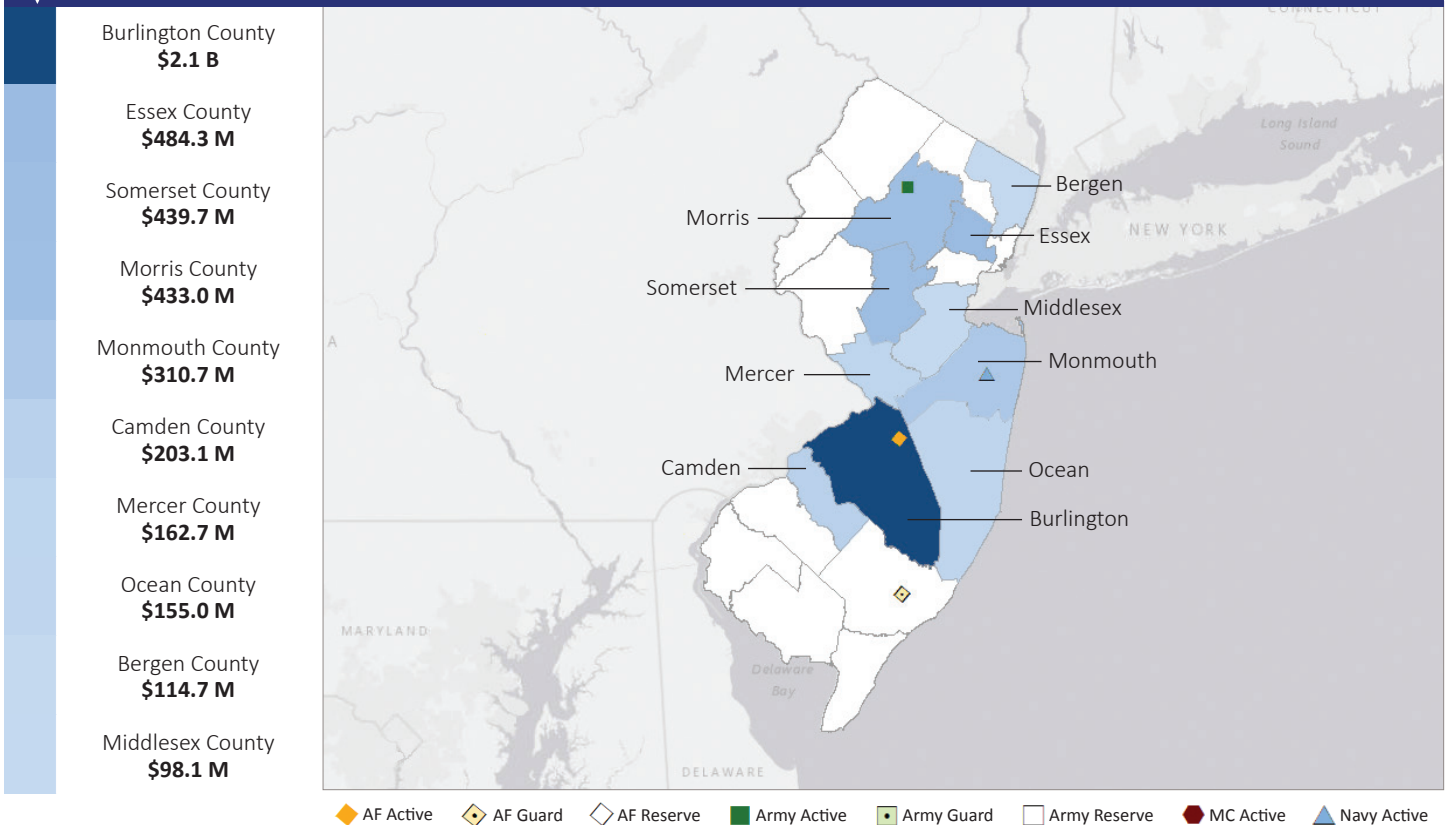 Burlington County
$2.1 B
Essex County
$484.3 M
Somerset County
$439.7 M
Morris County
$433.0 M
Monmouth County
$310.7 M
Camden County
$203.1 M
Mercer County
$162.7 M
Ocean County
$155.0 M
Bergen County
$114.7 M
Middlesex County
$98.1 M
CONNECTICUT
Long Island
Sound
Bergen
Morris
Essex
NEW YORK
Somerset
Middlesex
A
Monmouth
Mercer
Camden
Ocean
Burlington
MARYLAND
Delaware
Bay
DELAWARE
AF Active
AF Guard
AF Reserve
Army Active
Army Guard
Army Reserve
MC Active
Navy Active